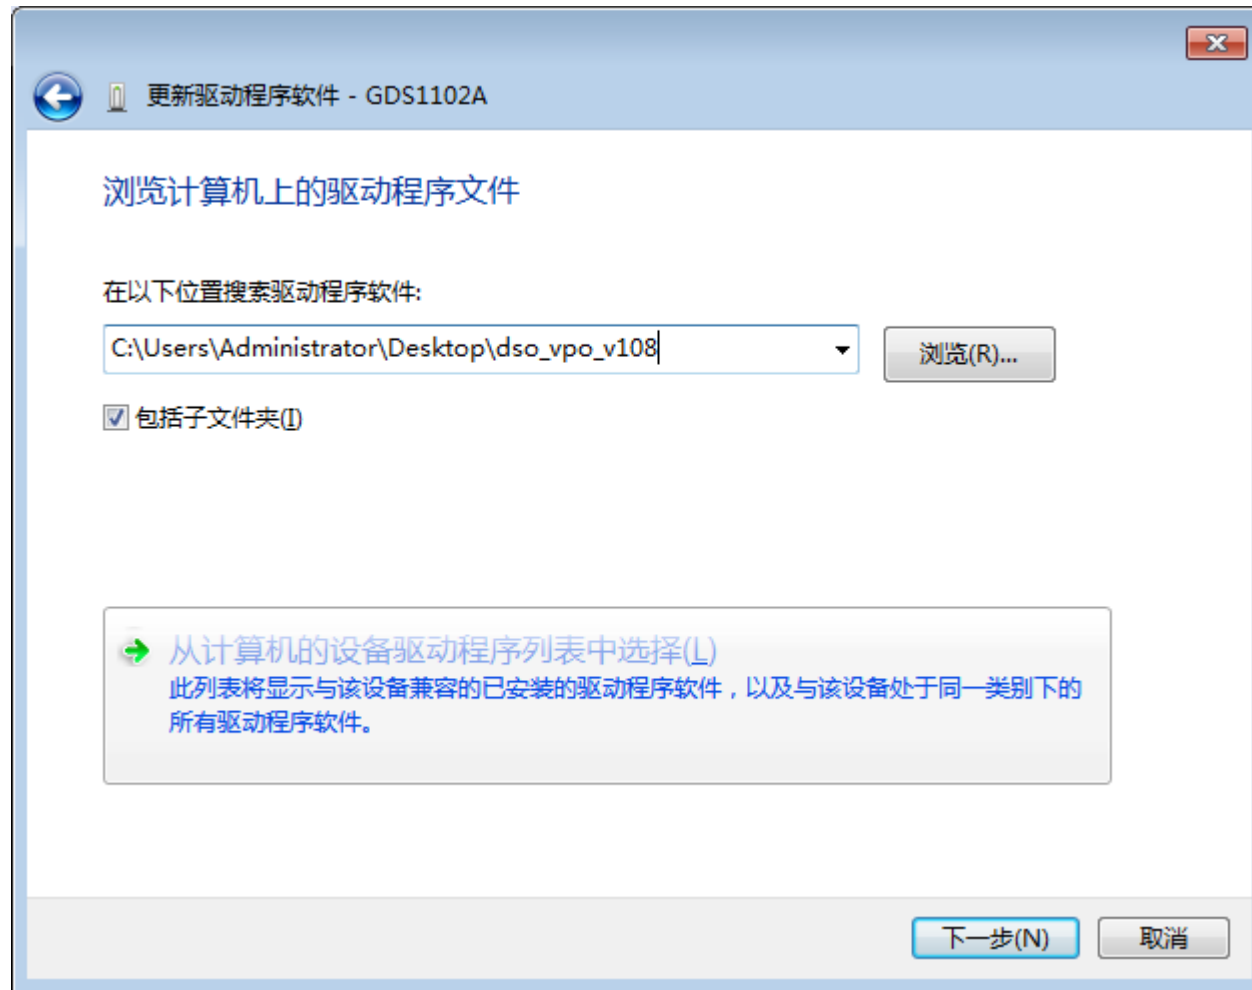 更新驱动程序软件 - GDS1102A
浏览计算机上的驱动程序文件
在以下位置搜索驱动程序软件:
C:\Users\Administrator\Desktop\dso_vpo_v108
浏览(R)...
包括子文件夹(I)
从计算机的设备驱动程序列表中选择(L)
此列表将显示与该设备兼容的已安装的驱动程序软件，以及与该设备处于同一类别下的
所有驱动程序软件。
下一步(N)
取消